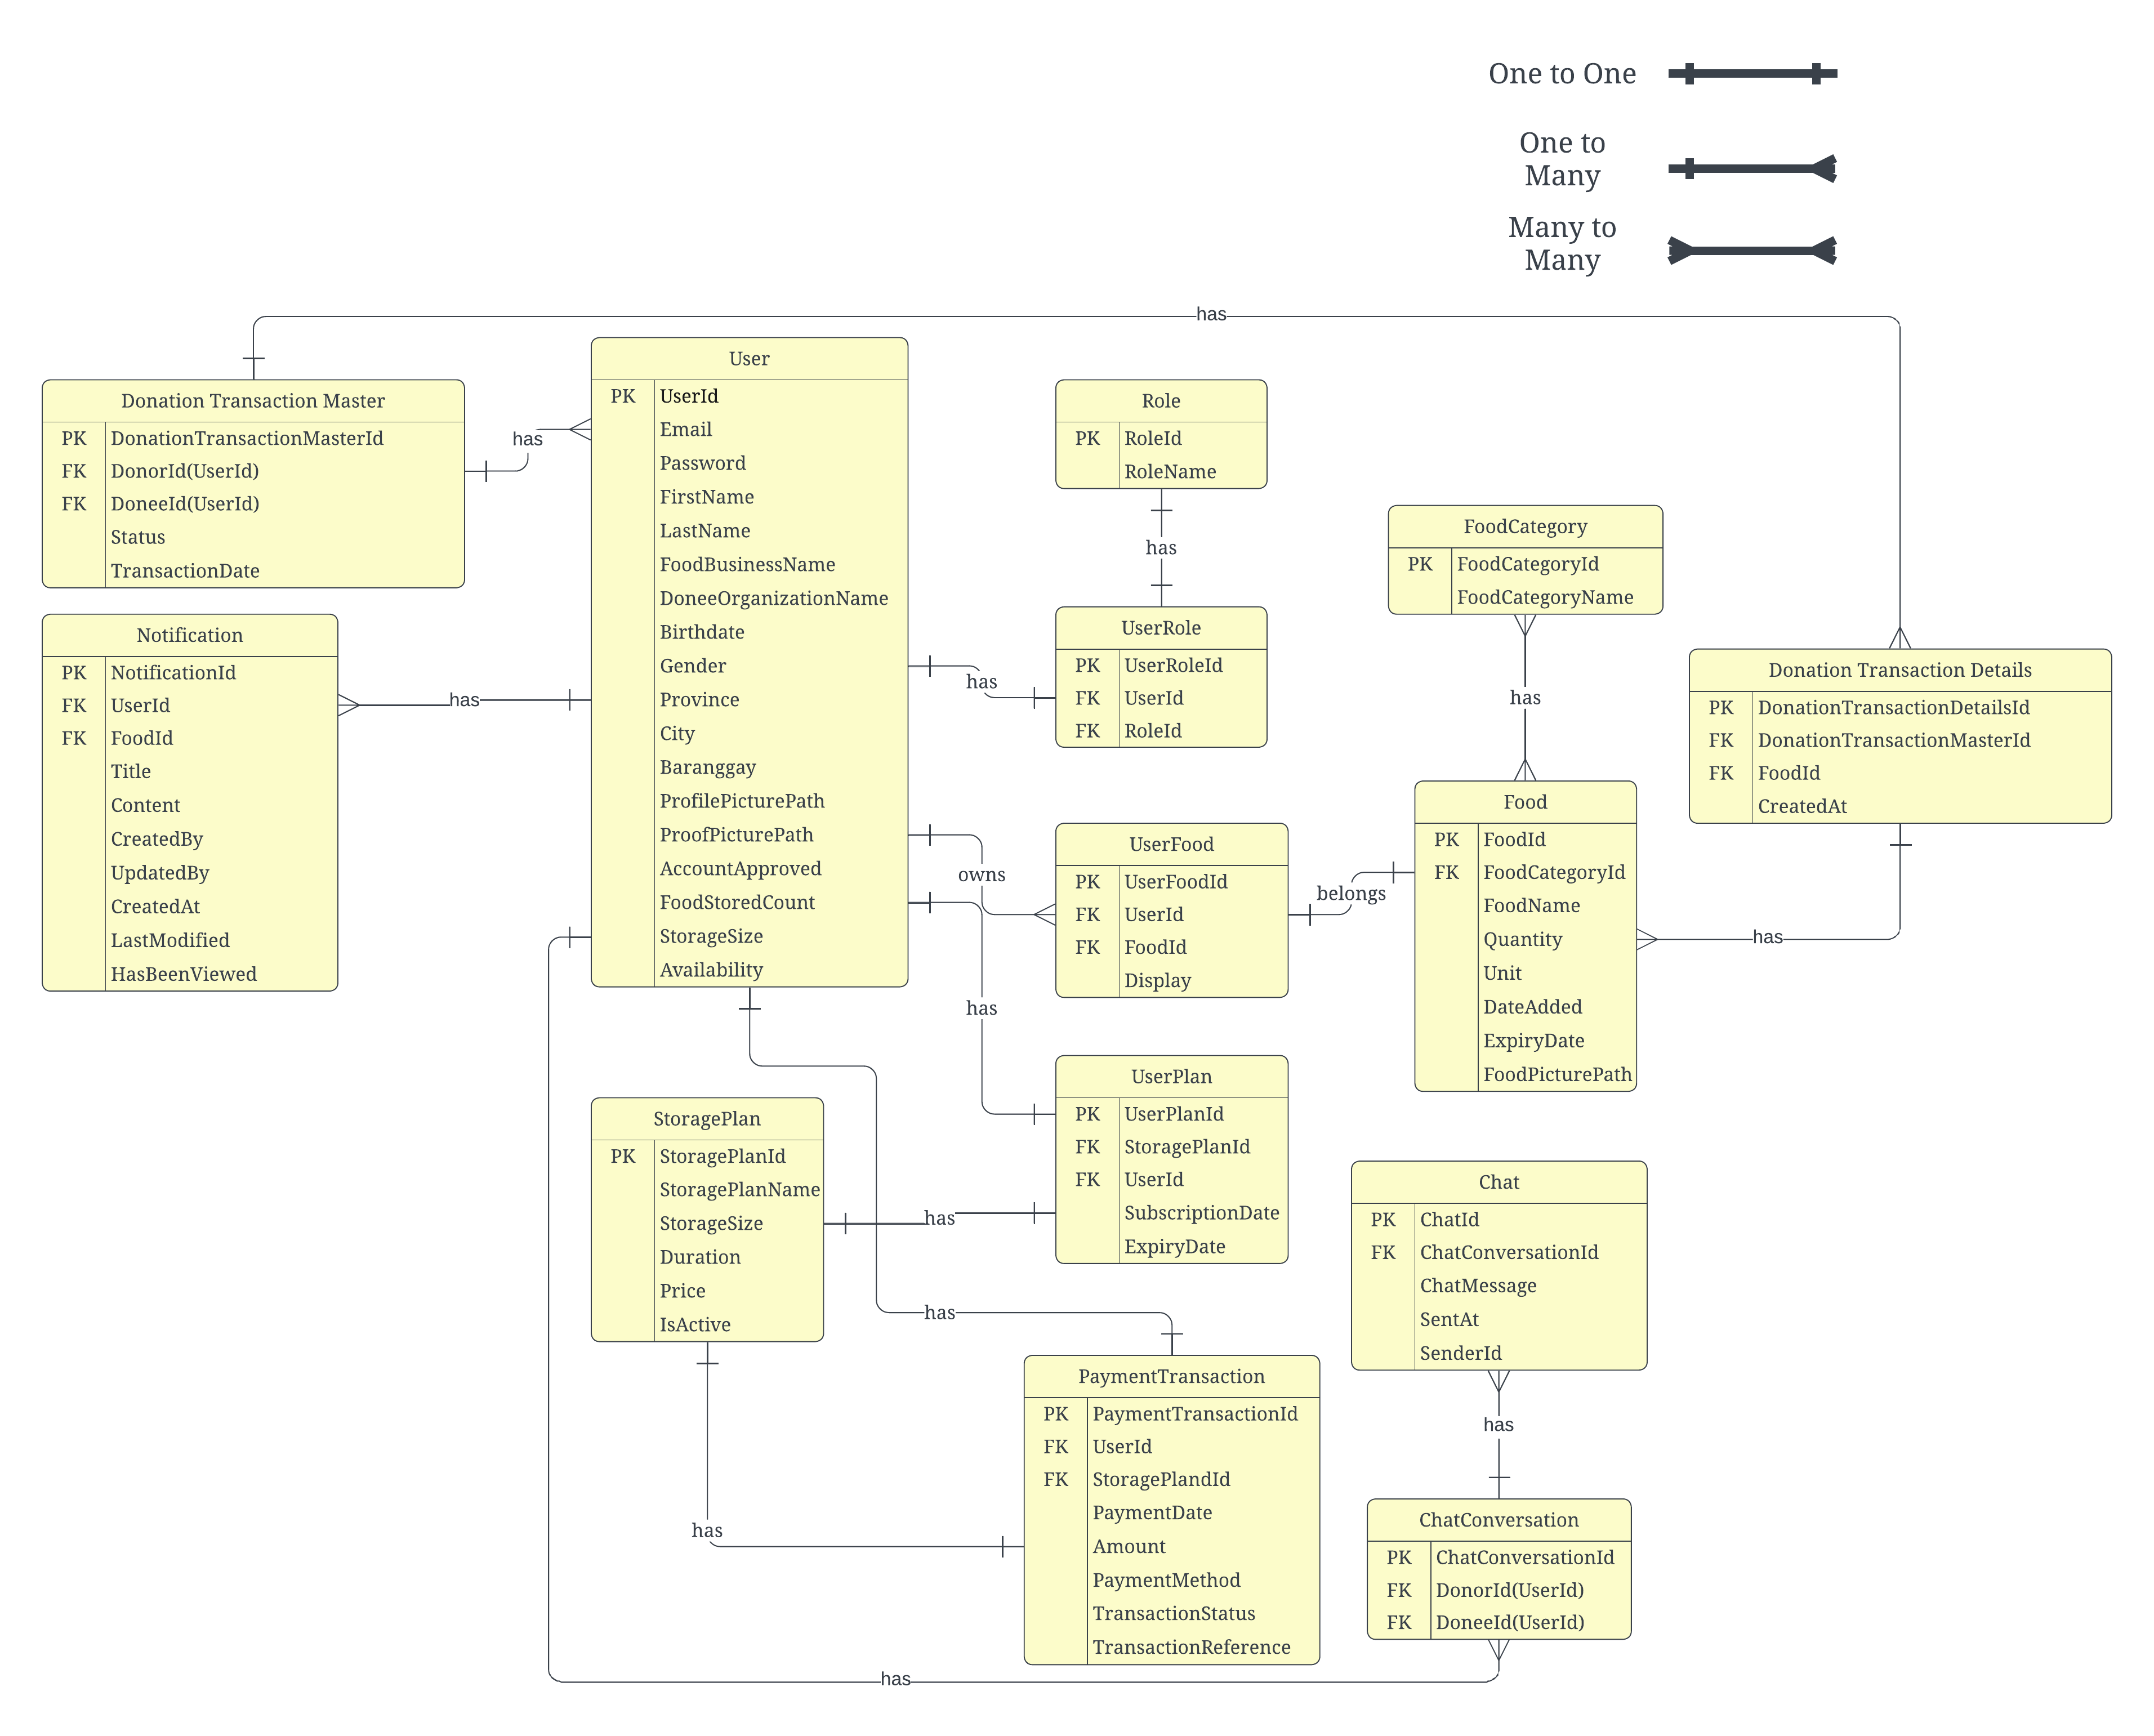 One to One
One to
Many
Many to
Many
has
Donation Transaction Master
PK DonationTransactionMasterId
FK DonorId(UserId)
FK DoneeId(UserId)
Status
TransactionDate
has
User
PK UserId
Email
Password
FirstName
LastName
FoodBusinessName
DoneeOrganizationName
Birthdate
Gender
Province
City
Baranggay
ProfilePicturePath
ProofPicturePath
AccountApproved
FoodStoredCount
StorageSize
Availability
Role
PK RoleId
RoleName
has
UserRole
PK UserRoleId
FK UserId
FK RoleId
has
FoodCategory
PK FoodCategoryId
FoodCategoryName
has
Donation Transaction Details
PK DonationTransactionDetailsId
FK DonationTransactionMasterId
FK FoodId
CreatedAt
Notification
PK NotificationId
FK UserId
FK FoodId
Title
Content
CreatedBy
UpdatedBy
CreatedAt
LastModified
HasBeenViewed
has
owns
UserFood
PK UserFoodId
FK UserId
FK FoodId
Display
belongs
Food
PK FoodId
FK FoodCategoryId
FoodName
Quantity
Unit
DateAdded
ExpiryDate
FoodPicturePath
has
has
UserPlan
PK UserPlanId
FK StoragePlanId
FK UserId
SubscriptionDate
ExpiryDate
StoragePlan
PK StoragePlanId
StoragePlanName
StorageSize
Duration
Price
IsActive
has
has
Chat
PK ChatId
FK ChatConversationId
ChatMessage
SentAt
SenderId
has
PaymentTransaction
PK PaymentTransactionId
FK UserId
FK StoragePlandId
PaymentDate
Amount
PaymentMethod
TransactionStatus
TransactionReference
has
ChatConversation
PK ChatConversationId
FK DonorId(UserId)
FK DoneeId(UserId)
has